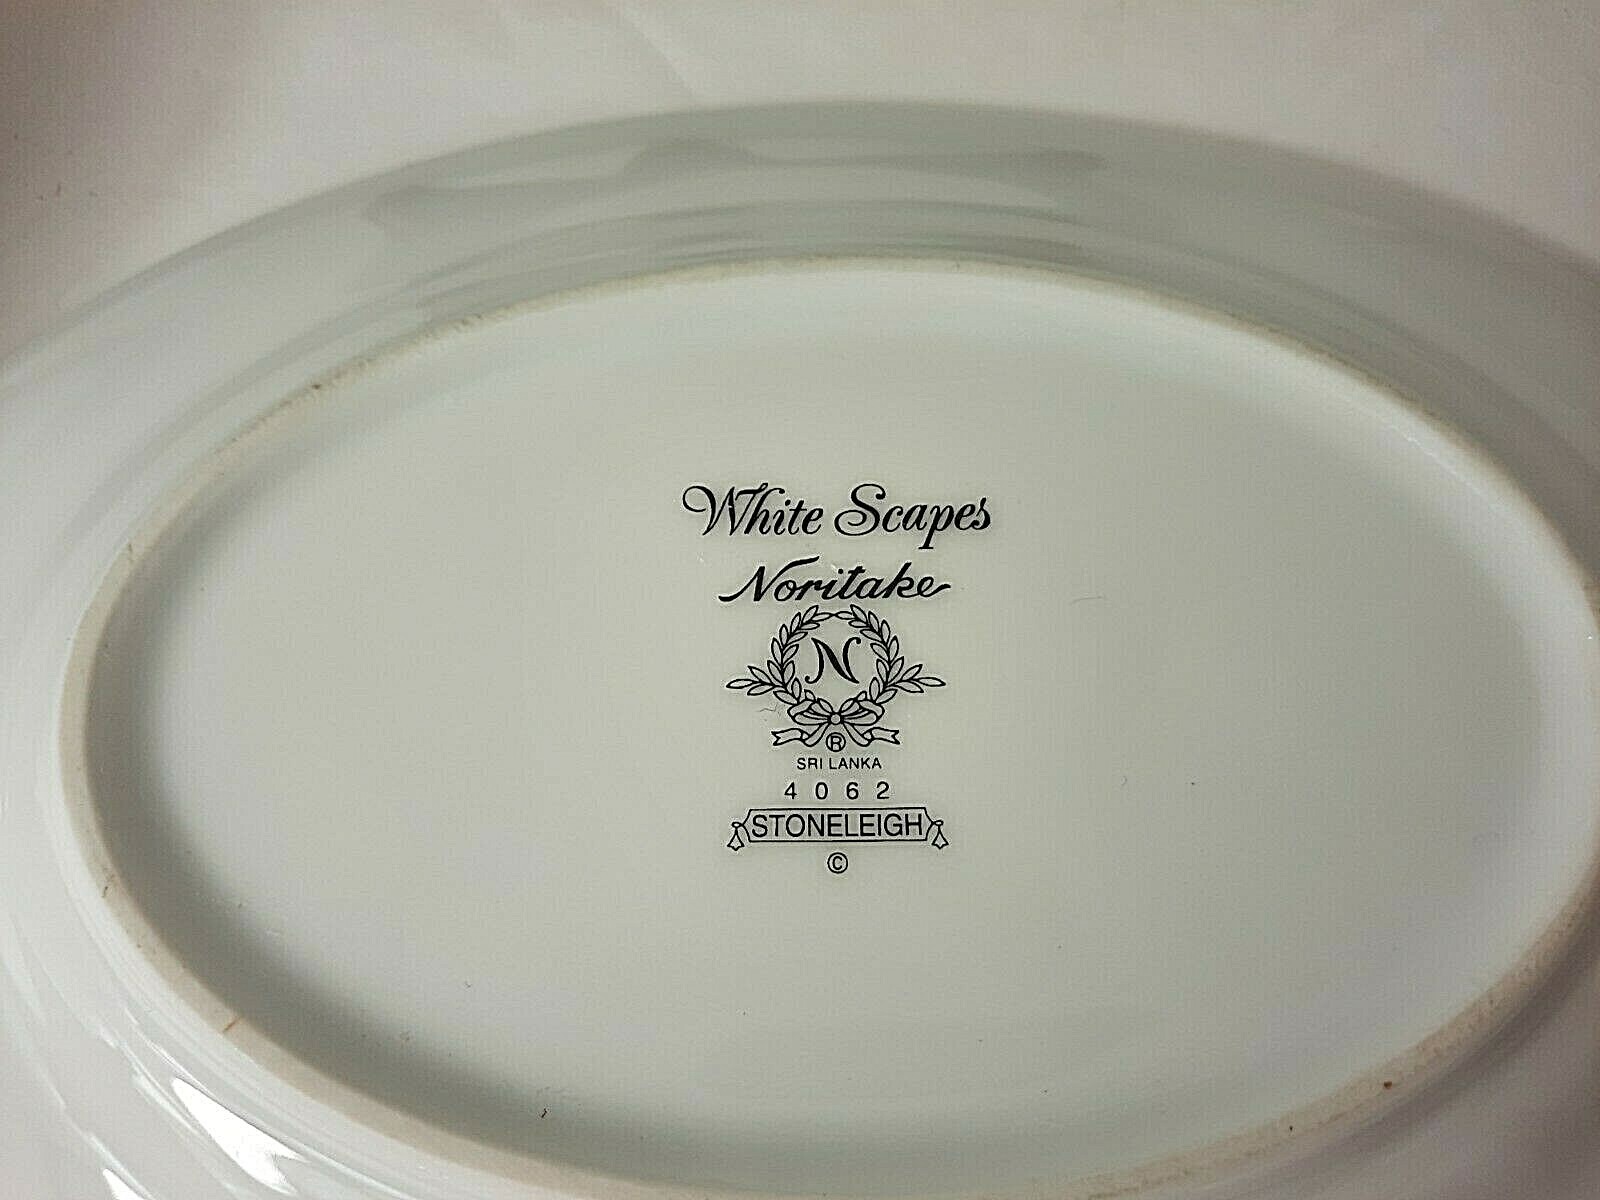 White Scapes
Noritake
N
®
SRI LANKA
4062
STONELEIGH
©